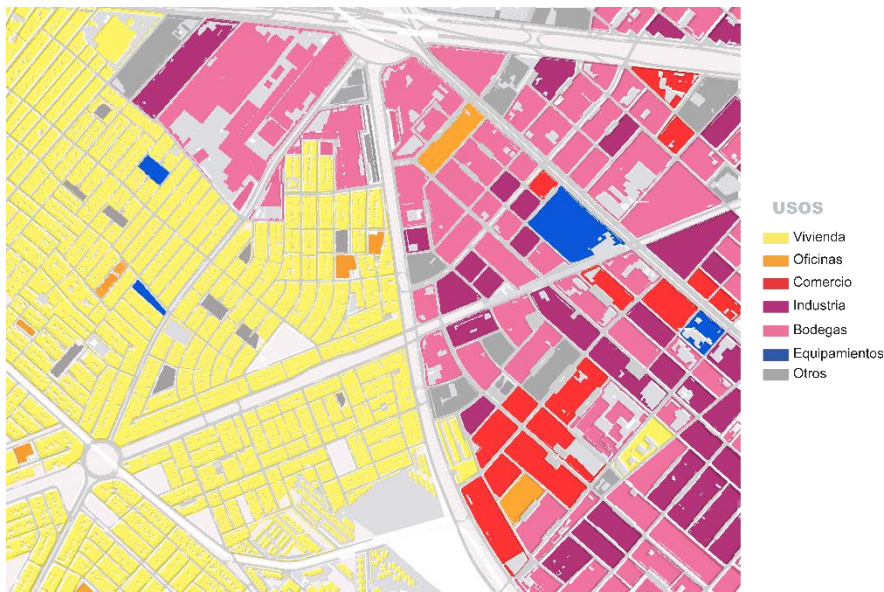 USOS
Vivienda
Oficinas
Comercio
Industria
Bodegas
Equipamientos
Otros